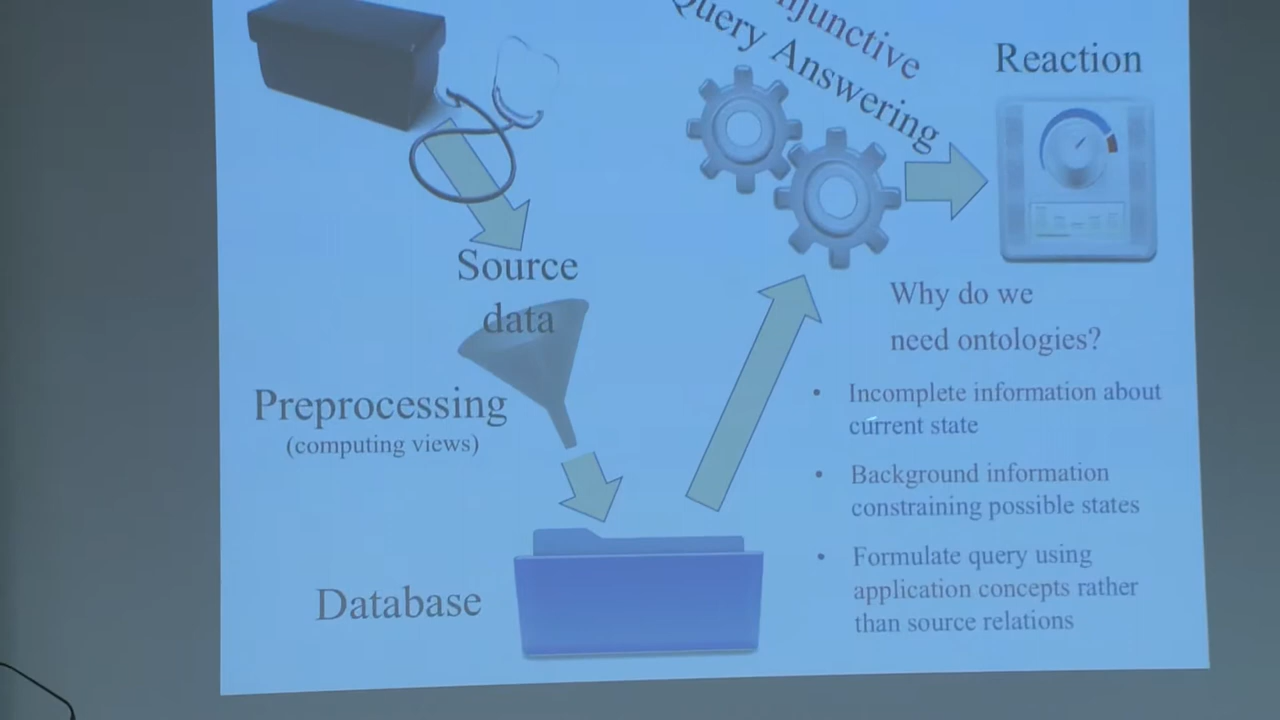 Query Answering
Reaction
Source
data
Preprocessing
(computing views)
Database
Why do we
need ontologies?
• Incomplete information about
current state
• Background information
constraining possible states
• Formulate query using
application concepts rather
than source relations